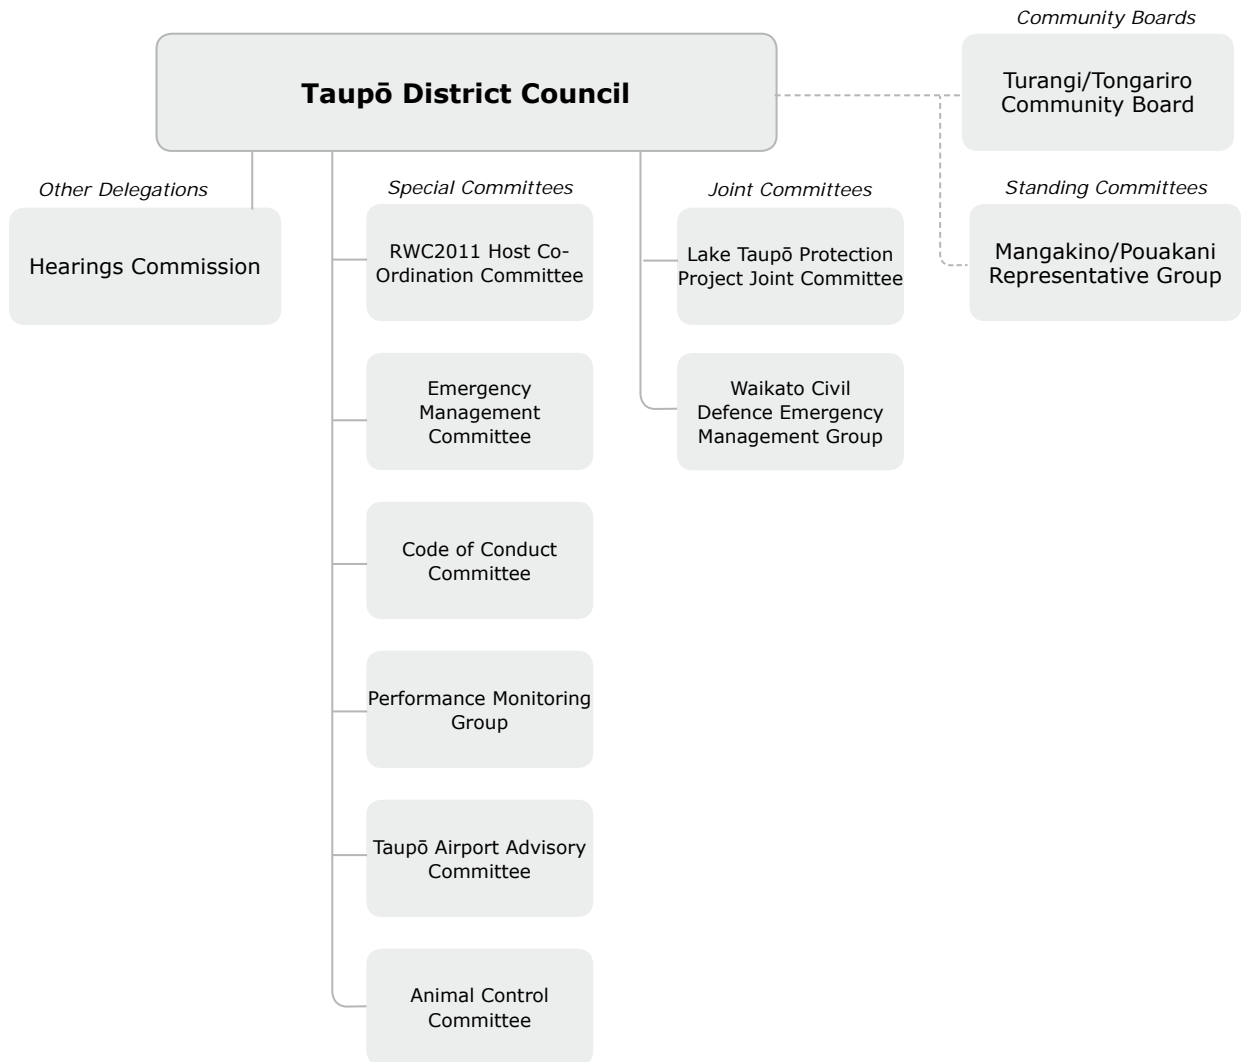 Community Boards
Taupō District Council
Turangi/Tongariro
Community Board
Other Delegations
Hearings Commission
Special Committees
RWC2011 Host Co-
Ordination Committee
Emergency
Management
Committee
Code of Conduct
Committee
Performance Monitoring
Group
Taupō Airport Advisory
Committee
Animal Control
Committee
Joint Committees
Lake Taupō Protection
Project Joint Committee
Waikato Civil
Defence Emergency
Management Group
Standing Committees
Mangakino/Pouakani
Representative Group